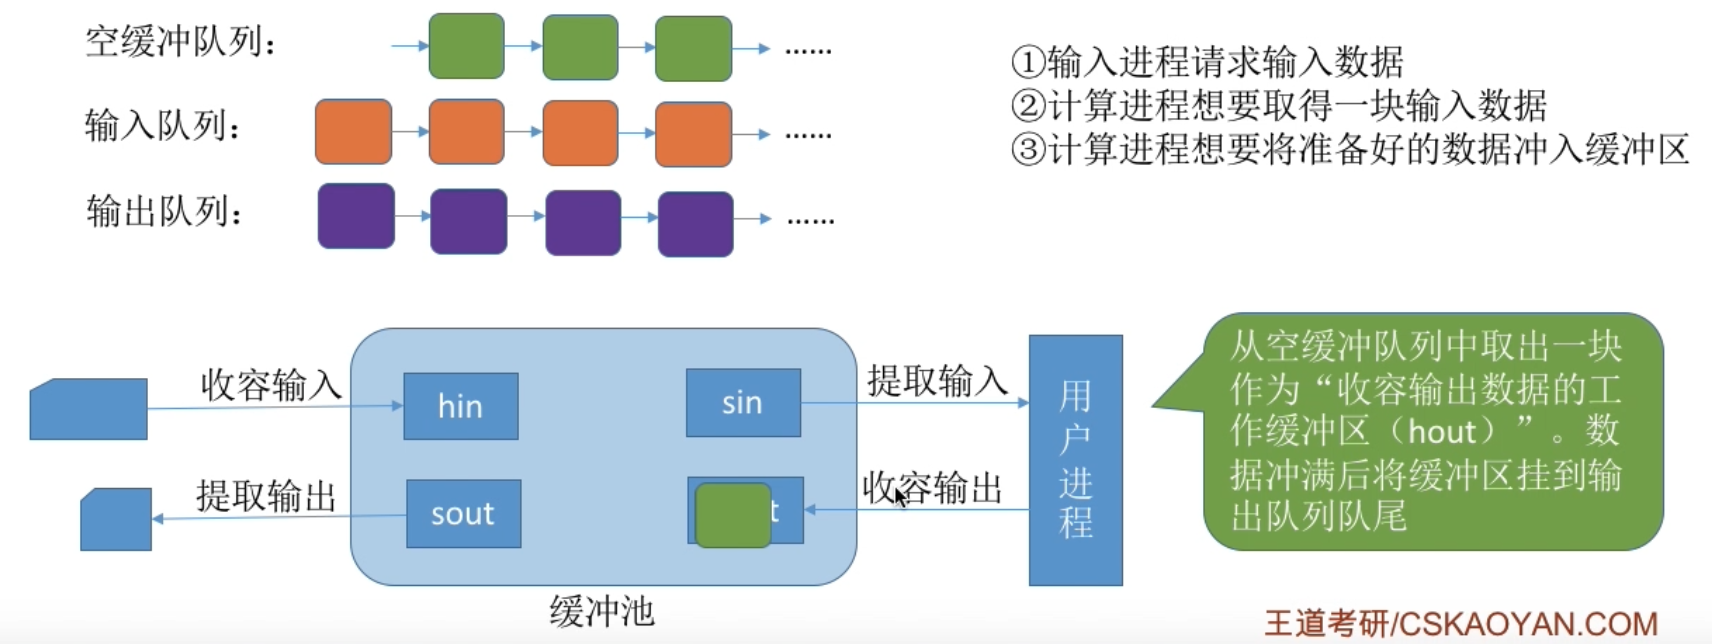 空缓冲队列：
……
输入队列：
……
输出队列：
……
①输入进程请求输入数据
②计算进程想要取得一块输入数据
③计算进程想要将准备好的数据冲入缓冲区
收容输入
hin
sin
提取输入
提取输出
sout
t
收容输出
用户进程
缓冲池
从空缓冲队列中取出一块
作为“收容输出数据的工
作缓冲区（hout）”。数
据冲满后将缓冲区挂到输
出队列队尾
王道考研/CSKAOYAN.COM